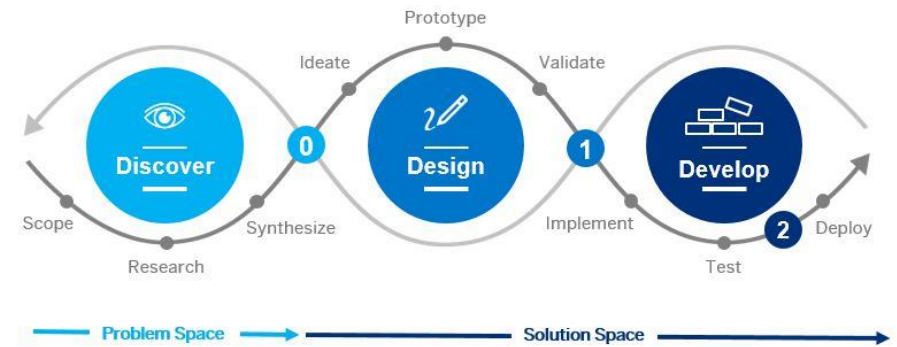 Prototype
Ideate
Validate
0
1
Discover
Design
Develop
Scope
Synthesize
Implement
2
Deploy
Research
Test
Problem Space
Solution Space